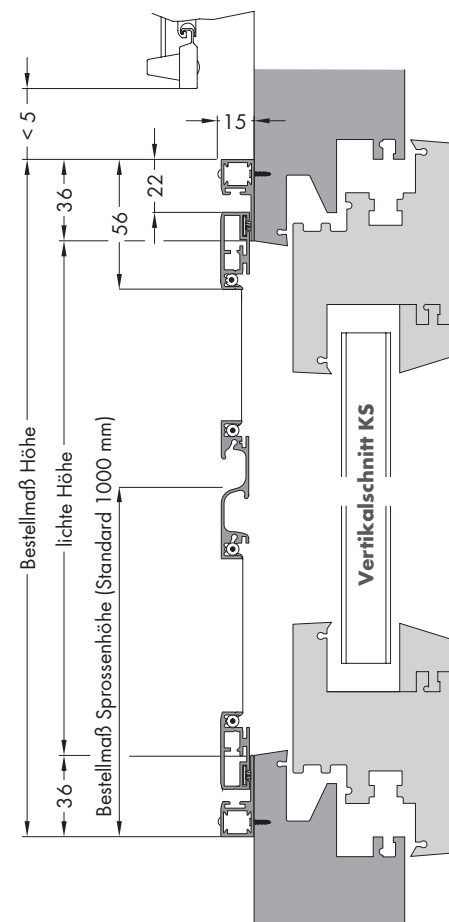 < 5
15
36
56
22
Bestellmaß Höhe
lichte Höhe
Bestellmaß Sprossenhöhe (Standard 1000 mm)
Vertikalschnitt KS
36